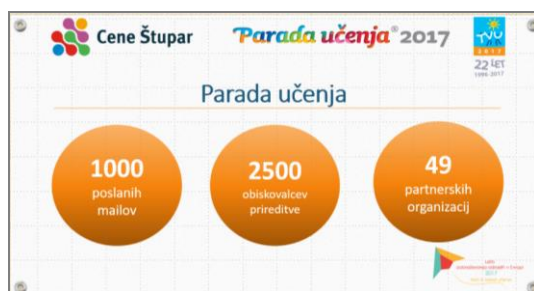 Cene Štupar
Parada učenja® 2017
TVU
2017
22 LET
1996-2017
Parada učenja
1000
poslanih
mailov
2500
obiskovalcev
prireditve
49
partnerskih
organizacij